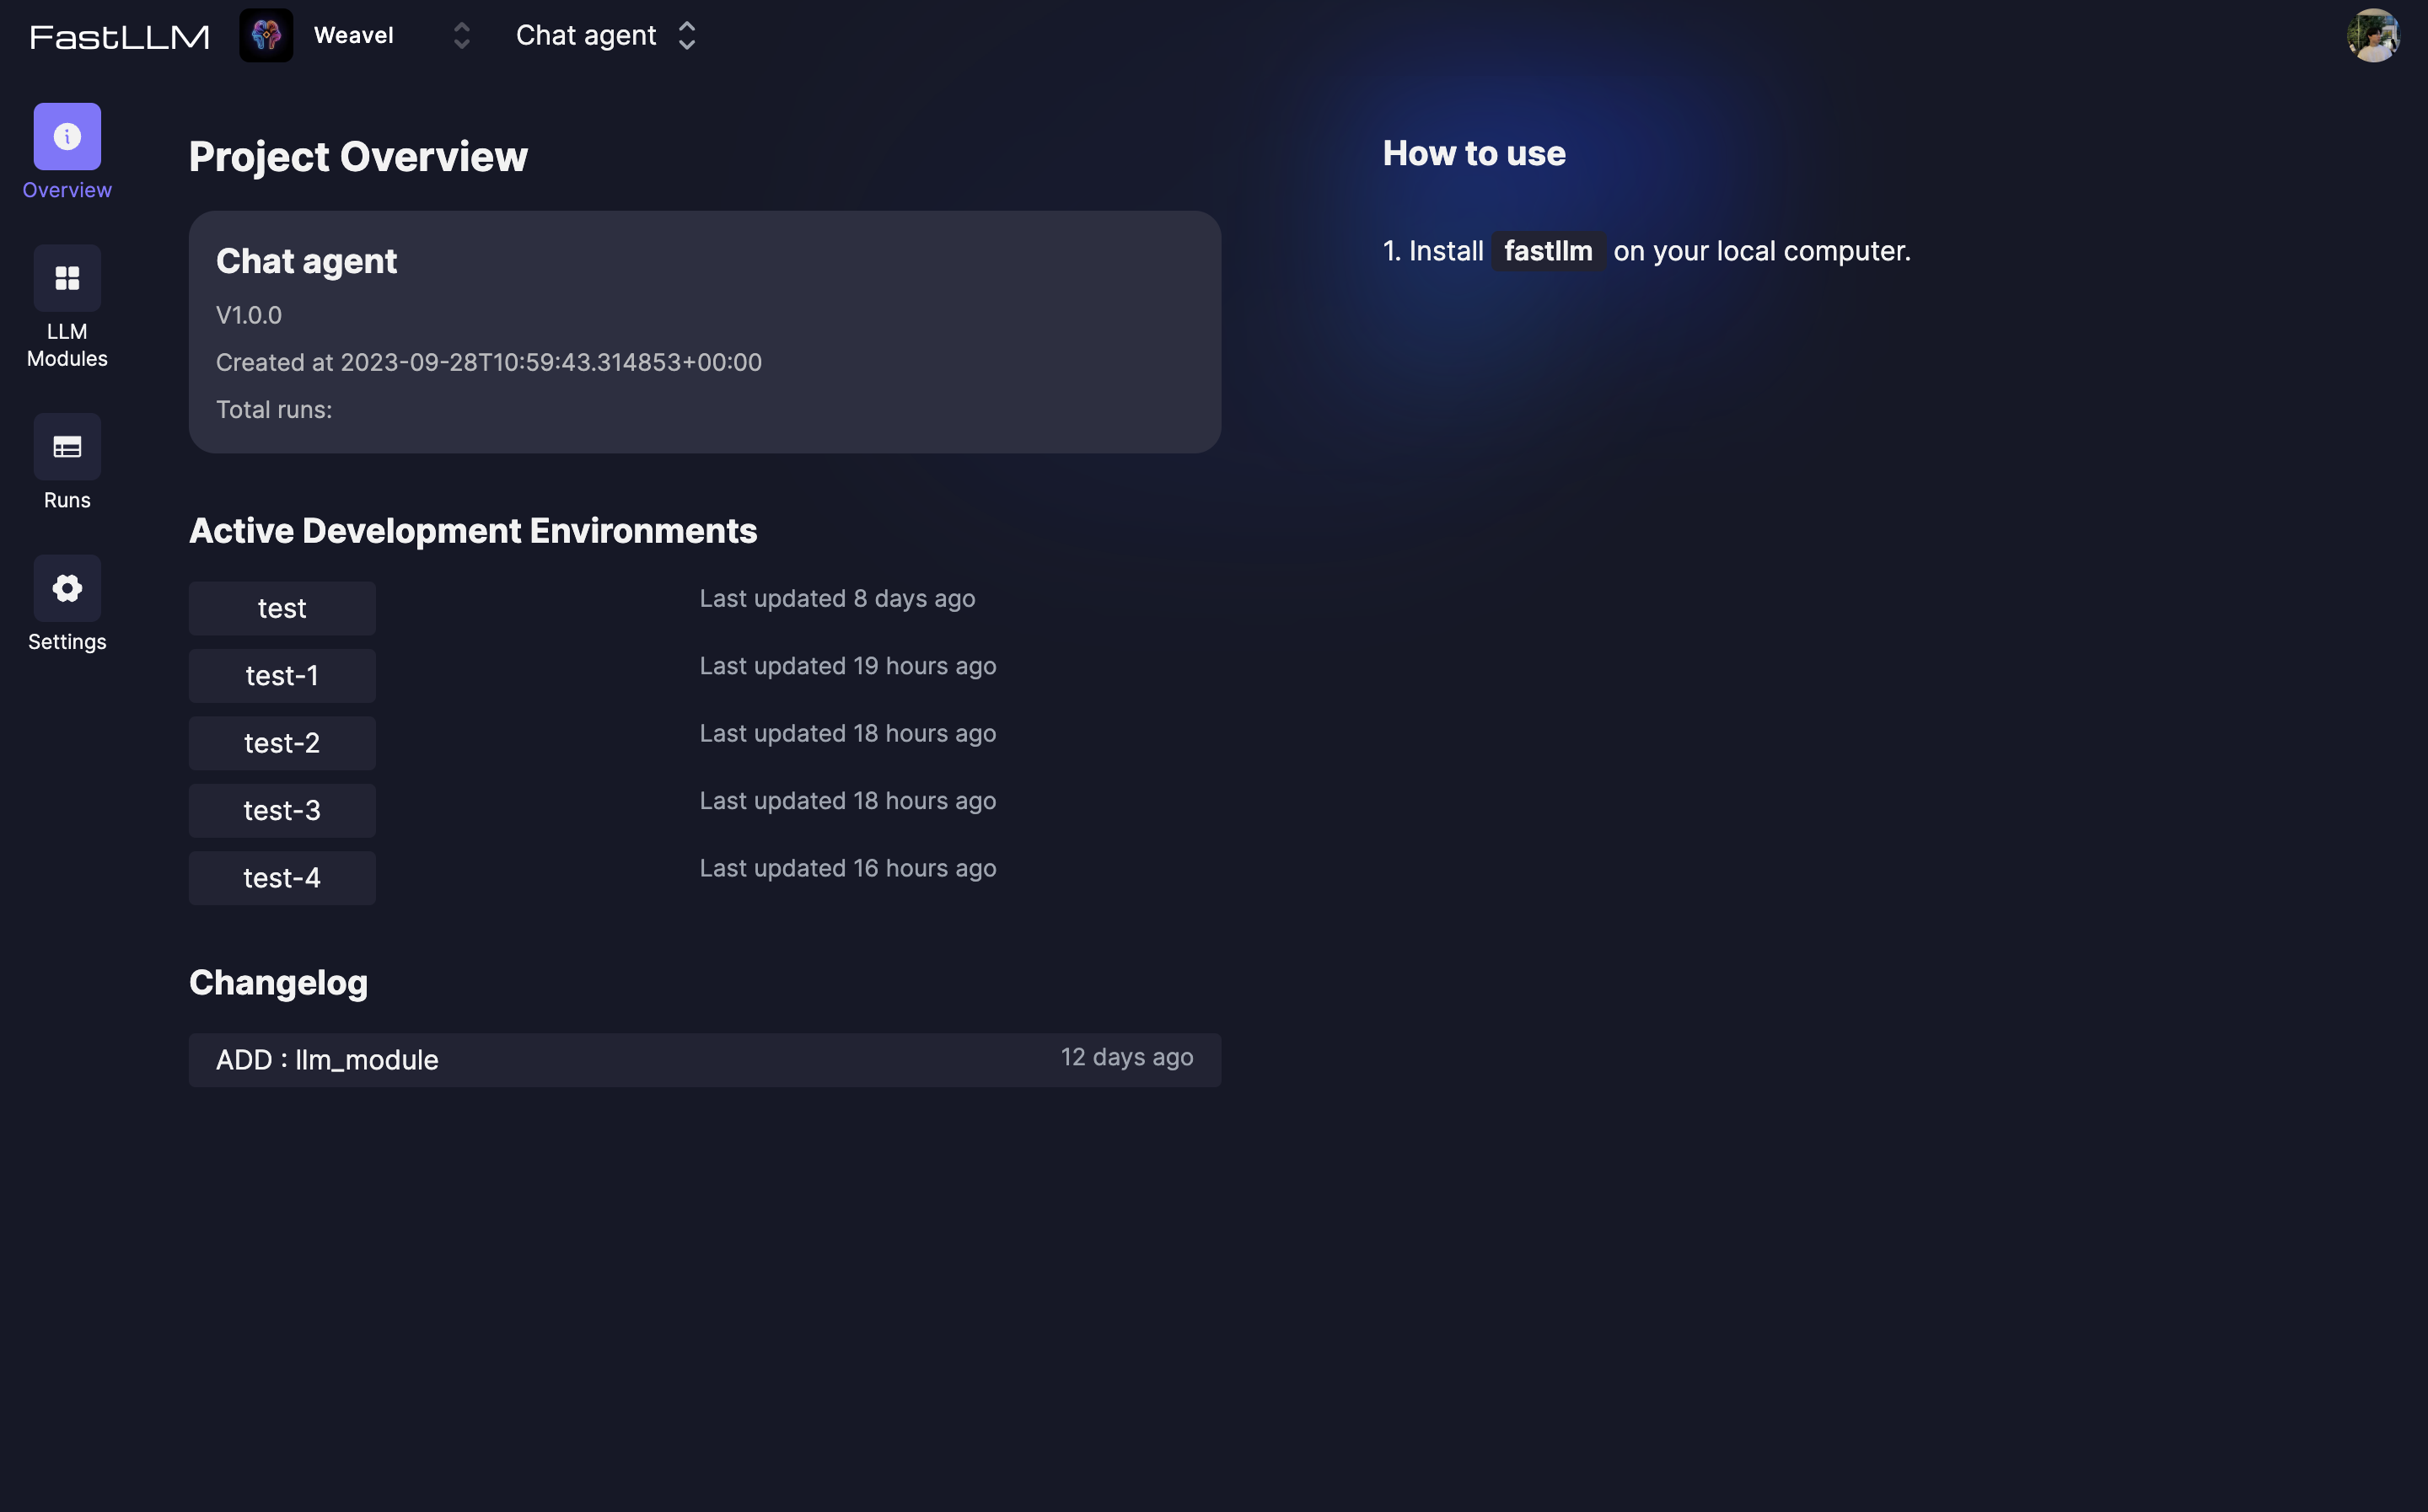 FastLLM Weavel Chat agent
Overview
LLM
Modules
Runs
Settings
Project Overview
Chat agent
V1.0.0
Created at 2023-09-28T10:59:43.314853+00:00
Total runs:
Active Development Environments
test Last updated 8 days ago
test-1 Last updated 19 hours ago
test-2 Last updated 18 hours ago
test-3 Last updated 18 hours ago
test-4 Last updated 16 hours ago
Changelog
ADD : llm_module 12 days ago
How to use
1. Install fastllm on your local computer.